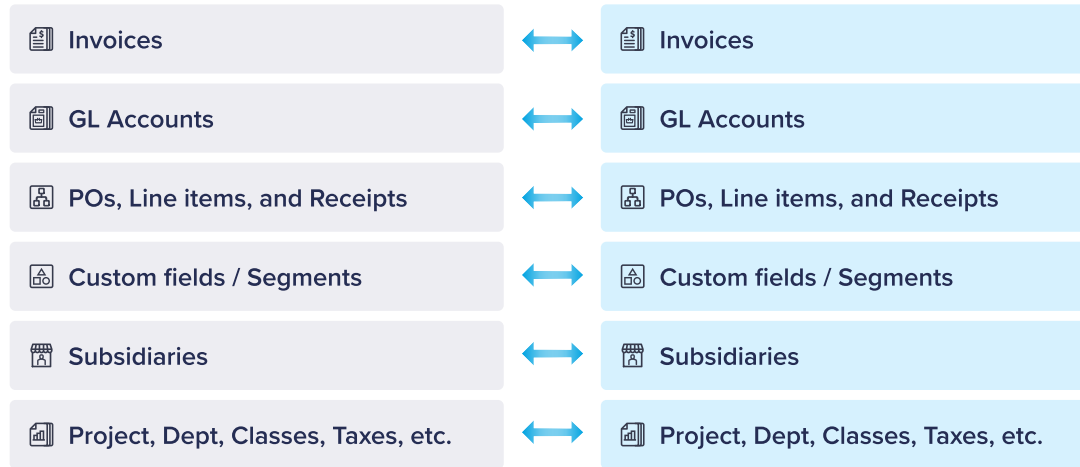 Invoices
Invoices
GL Accounts
GL Accounts
POs, Line items, and Receipts
POs, Line items, and Receipts
Custom fields / Segments
Custom fields / Segments
Subsidiaries
Subsidiaries
Project, Dept, Classes, Taxes, etc.
Project, Dept, Classes, Taxes, etc.